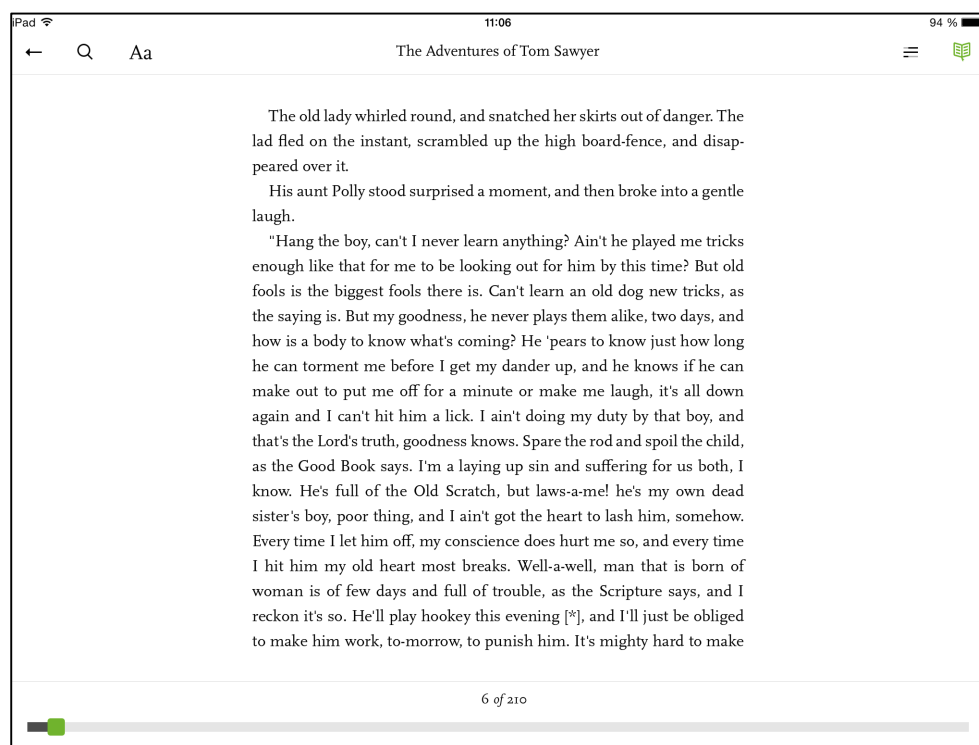 iPad 11:06 94 %
Aa The Adventures of Tom Sawyer
The old lady whirled round, and snatched her skirts out of danger. The
lad fled on the instant, scrambled up the high board-fence, and disap-
peared over it.
His aunt Polly stood surprised a moment, and then broke into a gentle
laugh.
"Hang the boy, can't I never learn anything? Ain't he played me tricks
enough like that for me to be looking out for him by this time? But old
fools is the biggest fools there is. Can't learn an old dog new tricks, as
the saying is. But my goodness, he never plays them alike, two days, and
how is a body to know what's coming? He 'pears to know just how long
he can torment me before I get my dander up, and he knows if he can
make out to put me off for a minute or make me laugh, it's all down
again and I can't hit him a lick. I ain't doing my duty by that boy, and
that's the Lord's truth, goodness knows. Spare the rod and spoil the child,
as the Good Book says. I'm a laying up sin and suffering for us both, I
know. He's full of the Old Scratch, but laws-a-me! he's my own dead
sister's boy, poor thing, and I ain't got the heart to lash him, somehow.
Every time I let him off, my conscience does hurt me so, and every time
I hit him my old heart most breaks. Well-a-well, man that is born of
woman is of few days and full of trouble, as the Scripture says, and I
reckon it's so. He'll play hookey this evening [*], and I'll just be obliged
to make him work, to-morrow, to punish him. It's mighty hard to make
6 of 210